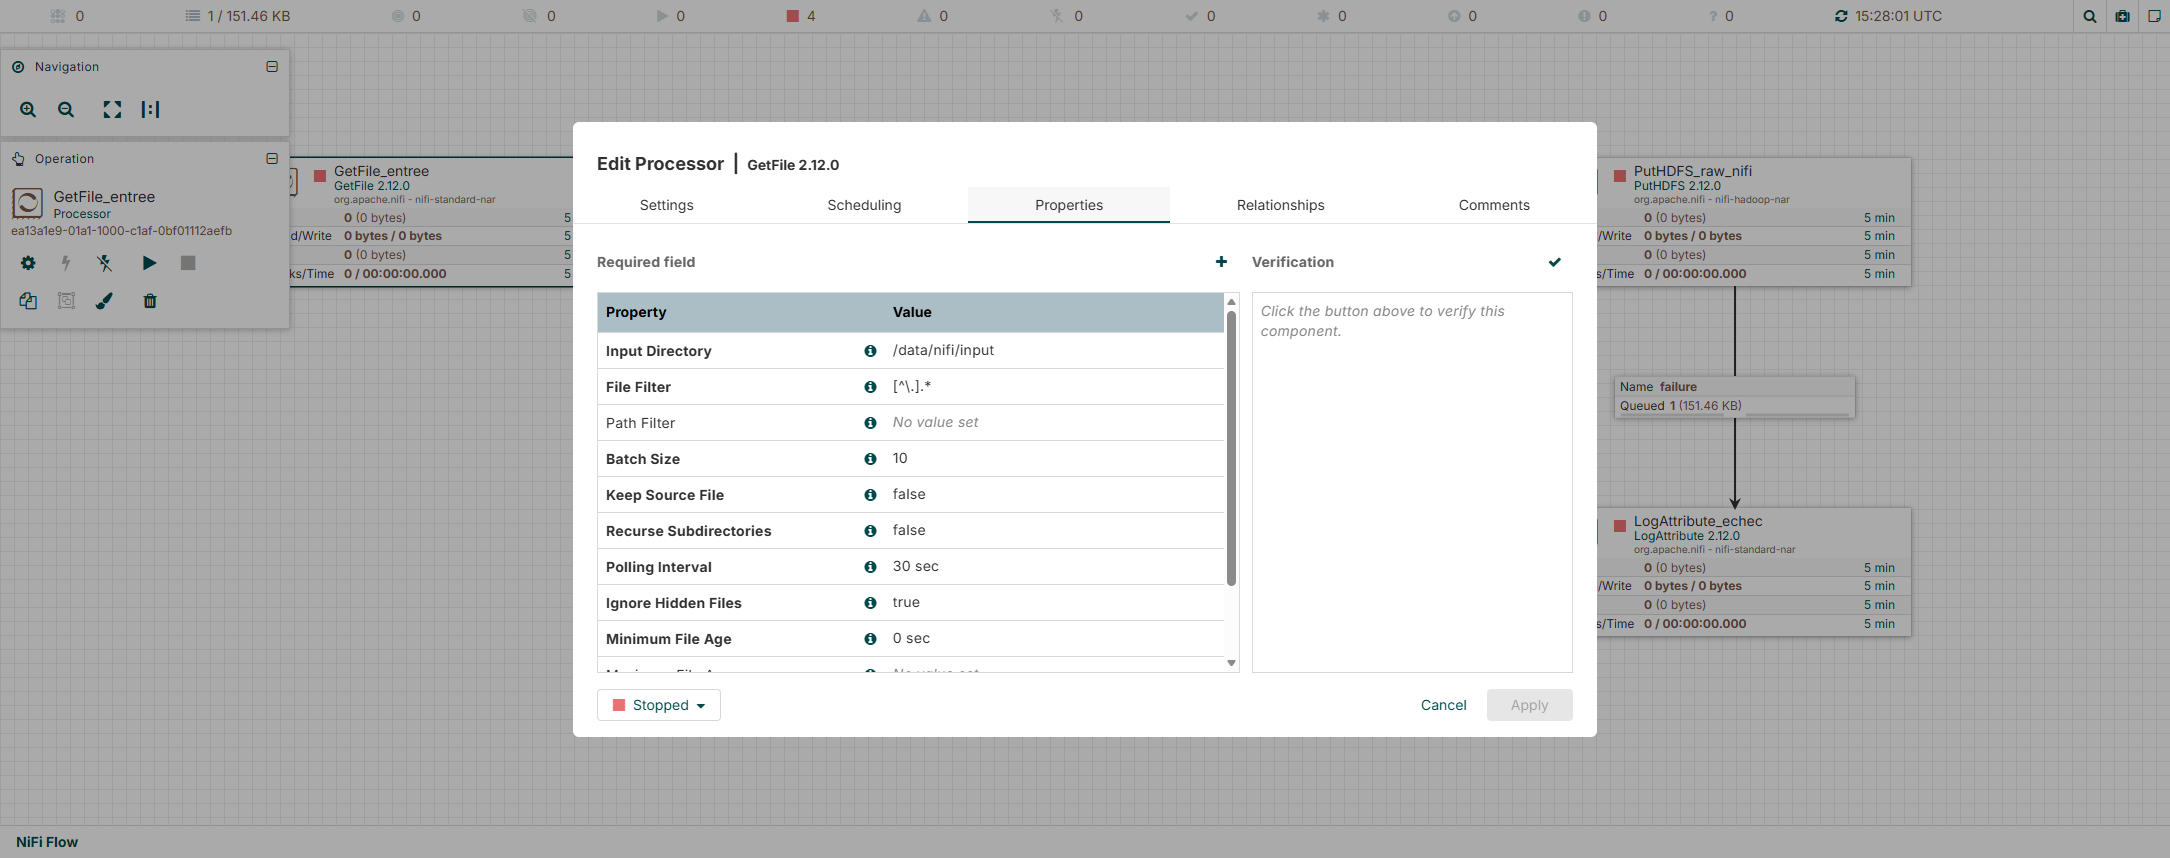 0 1 / 151.46 KB 0 0 0 4 0 0 0 0 0 0 0 15:28:01 UTC
Navigation
Operation
GetFile_entree
Processor
ea13a1e9-01a1-1000-c1af-0bf01112aefb
GetFile_entree
GetFile 2.12.0
org.apache.nifi - nifi-standard-nar
0 (0 bytes) 5
d/Write 0 bytes / 0 bytes 5
0 (0 bytes) 5
ks/Time 0 / 00:00:00.000 5
Edit Processor | GetFile 2.12.0
Settings Scheduling Properties Relationships Comments
Required field
Property Value
Input Directory /data/nifi/input
File Filter [^\.].*
Path Filter No value set
Batch Size 10
Keep Source File false
Recurse Subdirectories false
Polling Interval 30 sec
Ignore Hidden Files true
Minimum File Age 0 sec
Verification
Click the button above to verify this
component.
Stopped
Cancel Apply
PutHDFS_raw_nifi
PutHDFS 2.12.0
org.apache.nifi - nifi-hadoop-nar
0 (0 bytes) 5 min
/Write 0 bytes / 0 bytes 5 min
0 (0 bytes) 5 min
s/Time 0 / 00:00:00.000 5 min
Name failure
Queued 1 (151.46 KB)
LogAttribute_echec
LogAttribute 2.12.0
org.apache.nifi - nifi-standard-nar
0 (0 bytes) 5 min
/Write 0 bytes / 0 bytes 5 min
0 (0 bytes) 5 min
s/Time 0 / 00:00:00.000 5 min
NiFi Flow